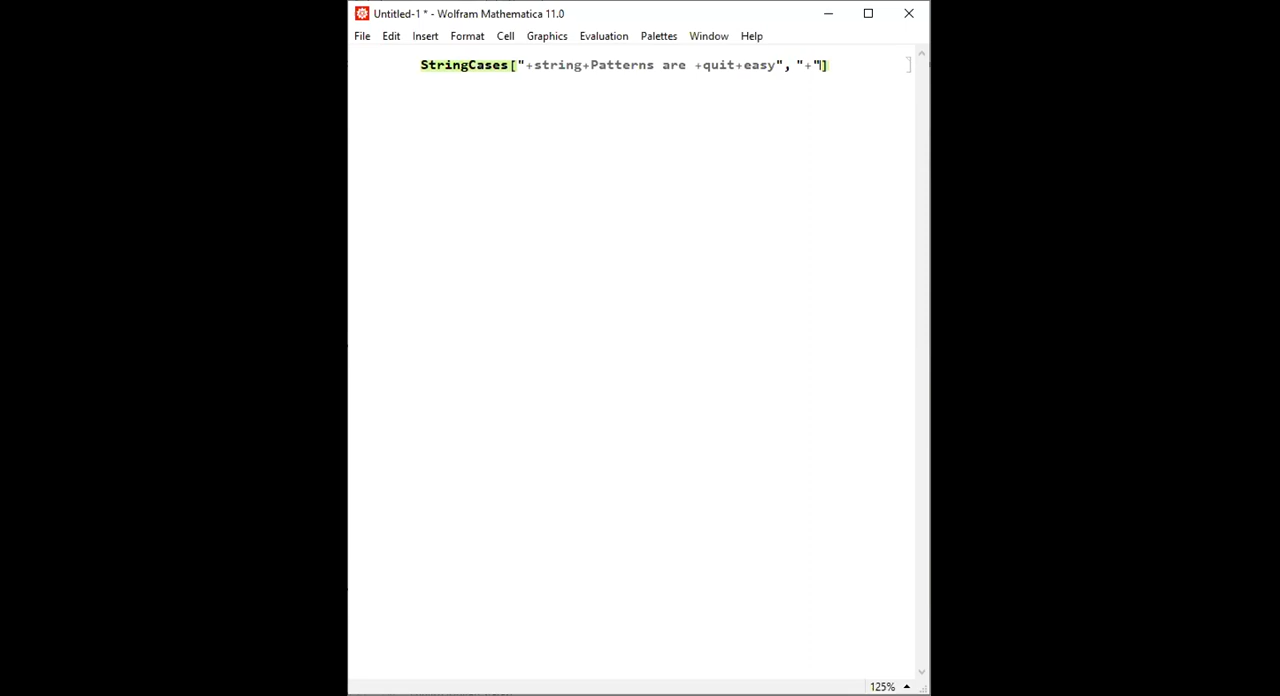 Untitled-1 * - Wolfram Mathematica 11.0
File Edit Insert Format Cell Graphics Evaluation Palettes Window Help
StringCases["+string+Patterns are +quit+easy", "+"]
125%